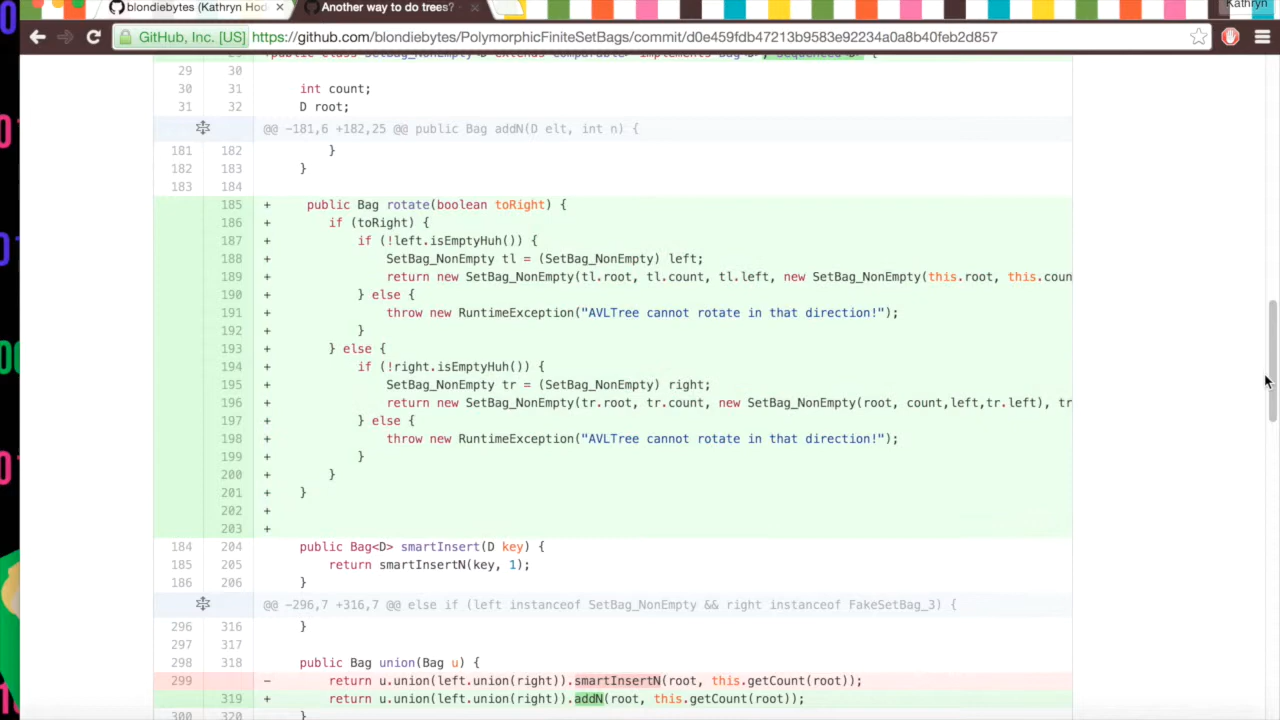 blondiebytes (Kathryn Hod
Another way to do trees?
Kathryn
GitHub, Inc. [US] https://github.com/blondiebytes/PolymorphicFiniteSetBags/commit/d0e459fdb47213b9583e92234a0a8b40feb2d857
29 30
30 31 int count;
31 32 D root;
@@ -181,6 +182,25 @@ public Bag addN(D elt, int n) {
181 182 }
182 183 }
183 184
185 + public Bag rotate(boolean toRight) {
186 + if (toRight) {
187 + if (!left.isEmptyHuh()) {
188 + SetBag_NonEmpty tl = (SetBag_NonEmpty) left;
189 + return new SetBag_NonEmpty(tl.root, tl.count, tl.left, new SetBag_NonEmpty(this.root, this.coun
190 + } else {
191 + throw new RuntimeException("AVLTree cannot rotate in that direction!");
192 + }
193 + } else {
194 + if (!right.isEmptyHuh()) {
195 + SetBag_NonEmpty tr = (SetBag_NonEmpty) right;
196 + return new SetBag_NonEmpty(tr.root, tr.count, new SetBag_NonEmpty(root, count,left,tr.left), tr
197 + } else {
198 + throw new RuntimeException("AVLTree cannot rotate in that direction!");
199 + }
200 + }
201 + }
202 +
203 +
184 204 public Bag<D> smartInsert(D key) {
185 205 return smartInsertN(key, 1);
186 206 }
@@ -296,7 +316,7 @@ else if (left instanceof SetBag_NonEmpty && right instanceof FakeSetBag_3) {
296 316 }
297 317
298 318 public Bag union(Bag u) {
299 - return u.union(left.union(right)).smartInsertN(root, this.getCount(root));
319 + return u.union(left.union(right)).addN(root, this.getCount(root));
300 320 }